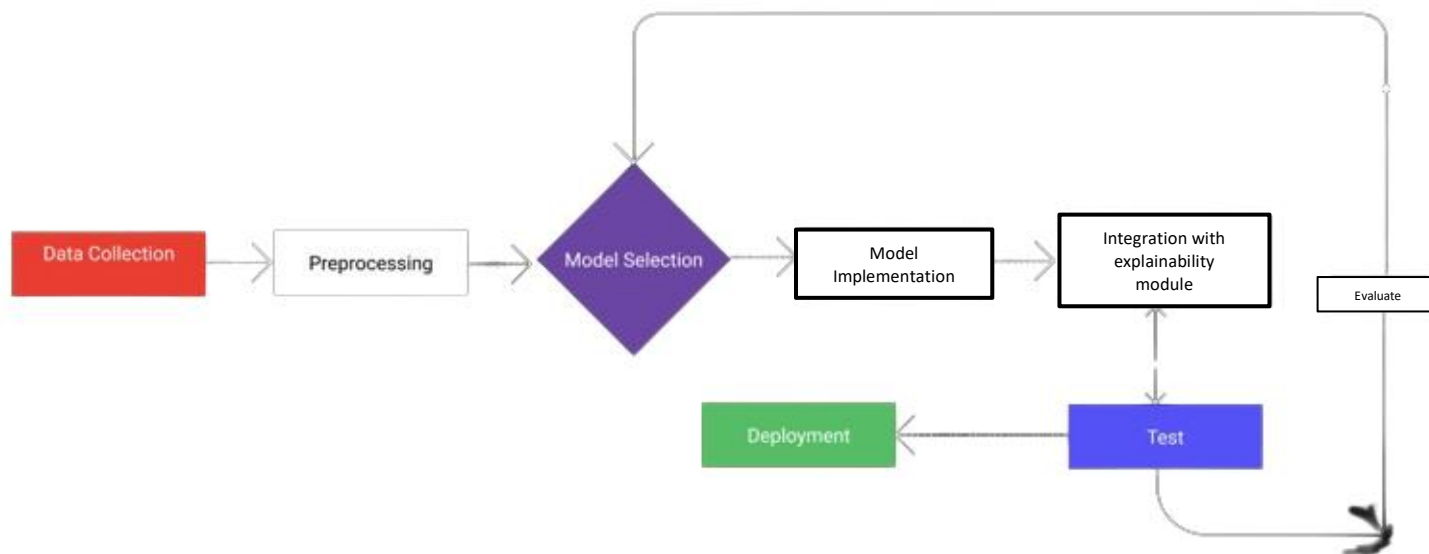 Data Collection
Preprocessing
Model Selection
Model
Implementation
Integration with
explainability
module
Evaluate
Deployment
Test